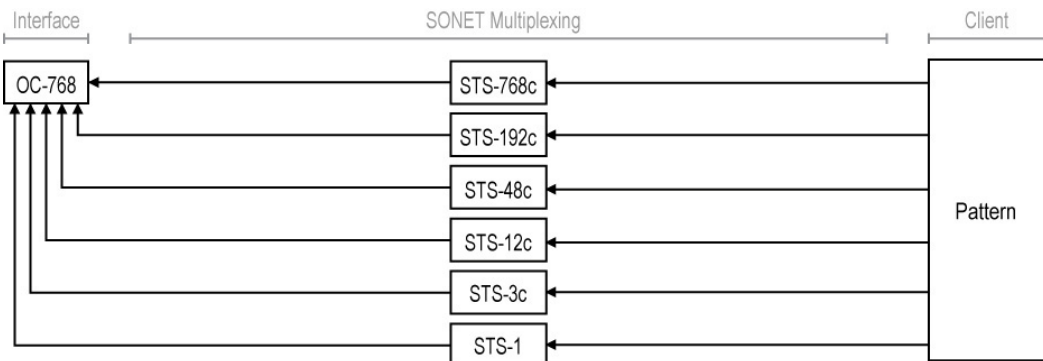 Interface
SONET Multiplexing
Client
OC-768
STS-768c
STS-192c
STS-48c
Pattern
STS-12c
STS-3c
STS-1